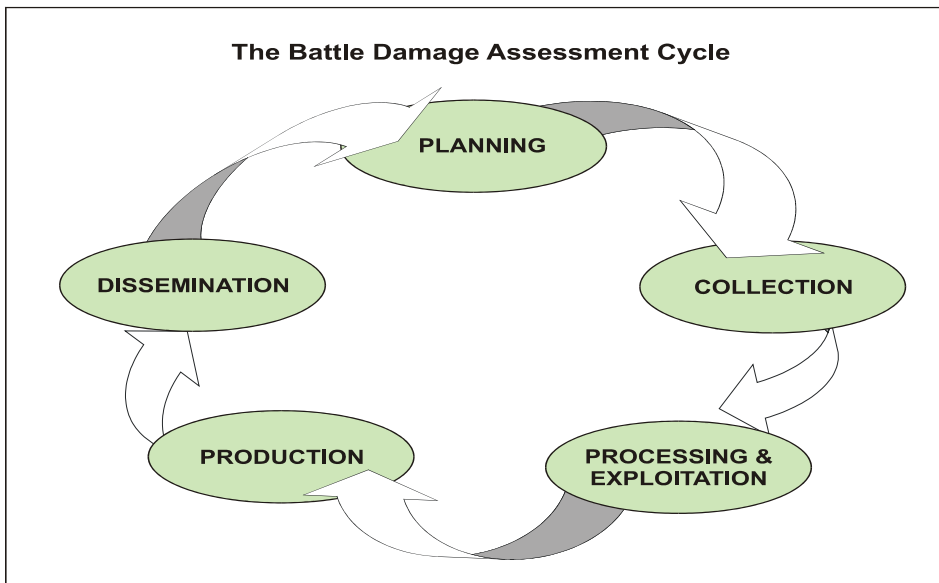 The Battle Damage Assessment Cycle
PLANNING
COLLECTION
PROCESSING &
EXPLOITATION
PRODUCTION
DISSEMINATION